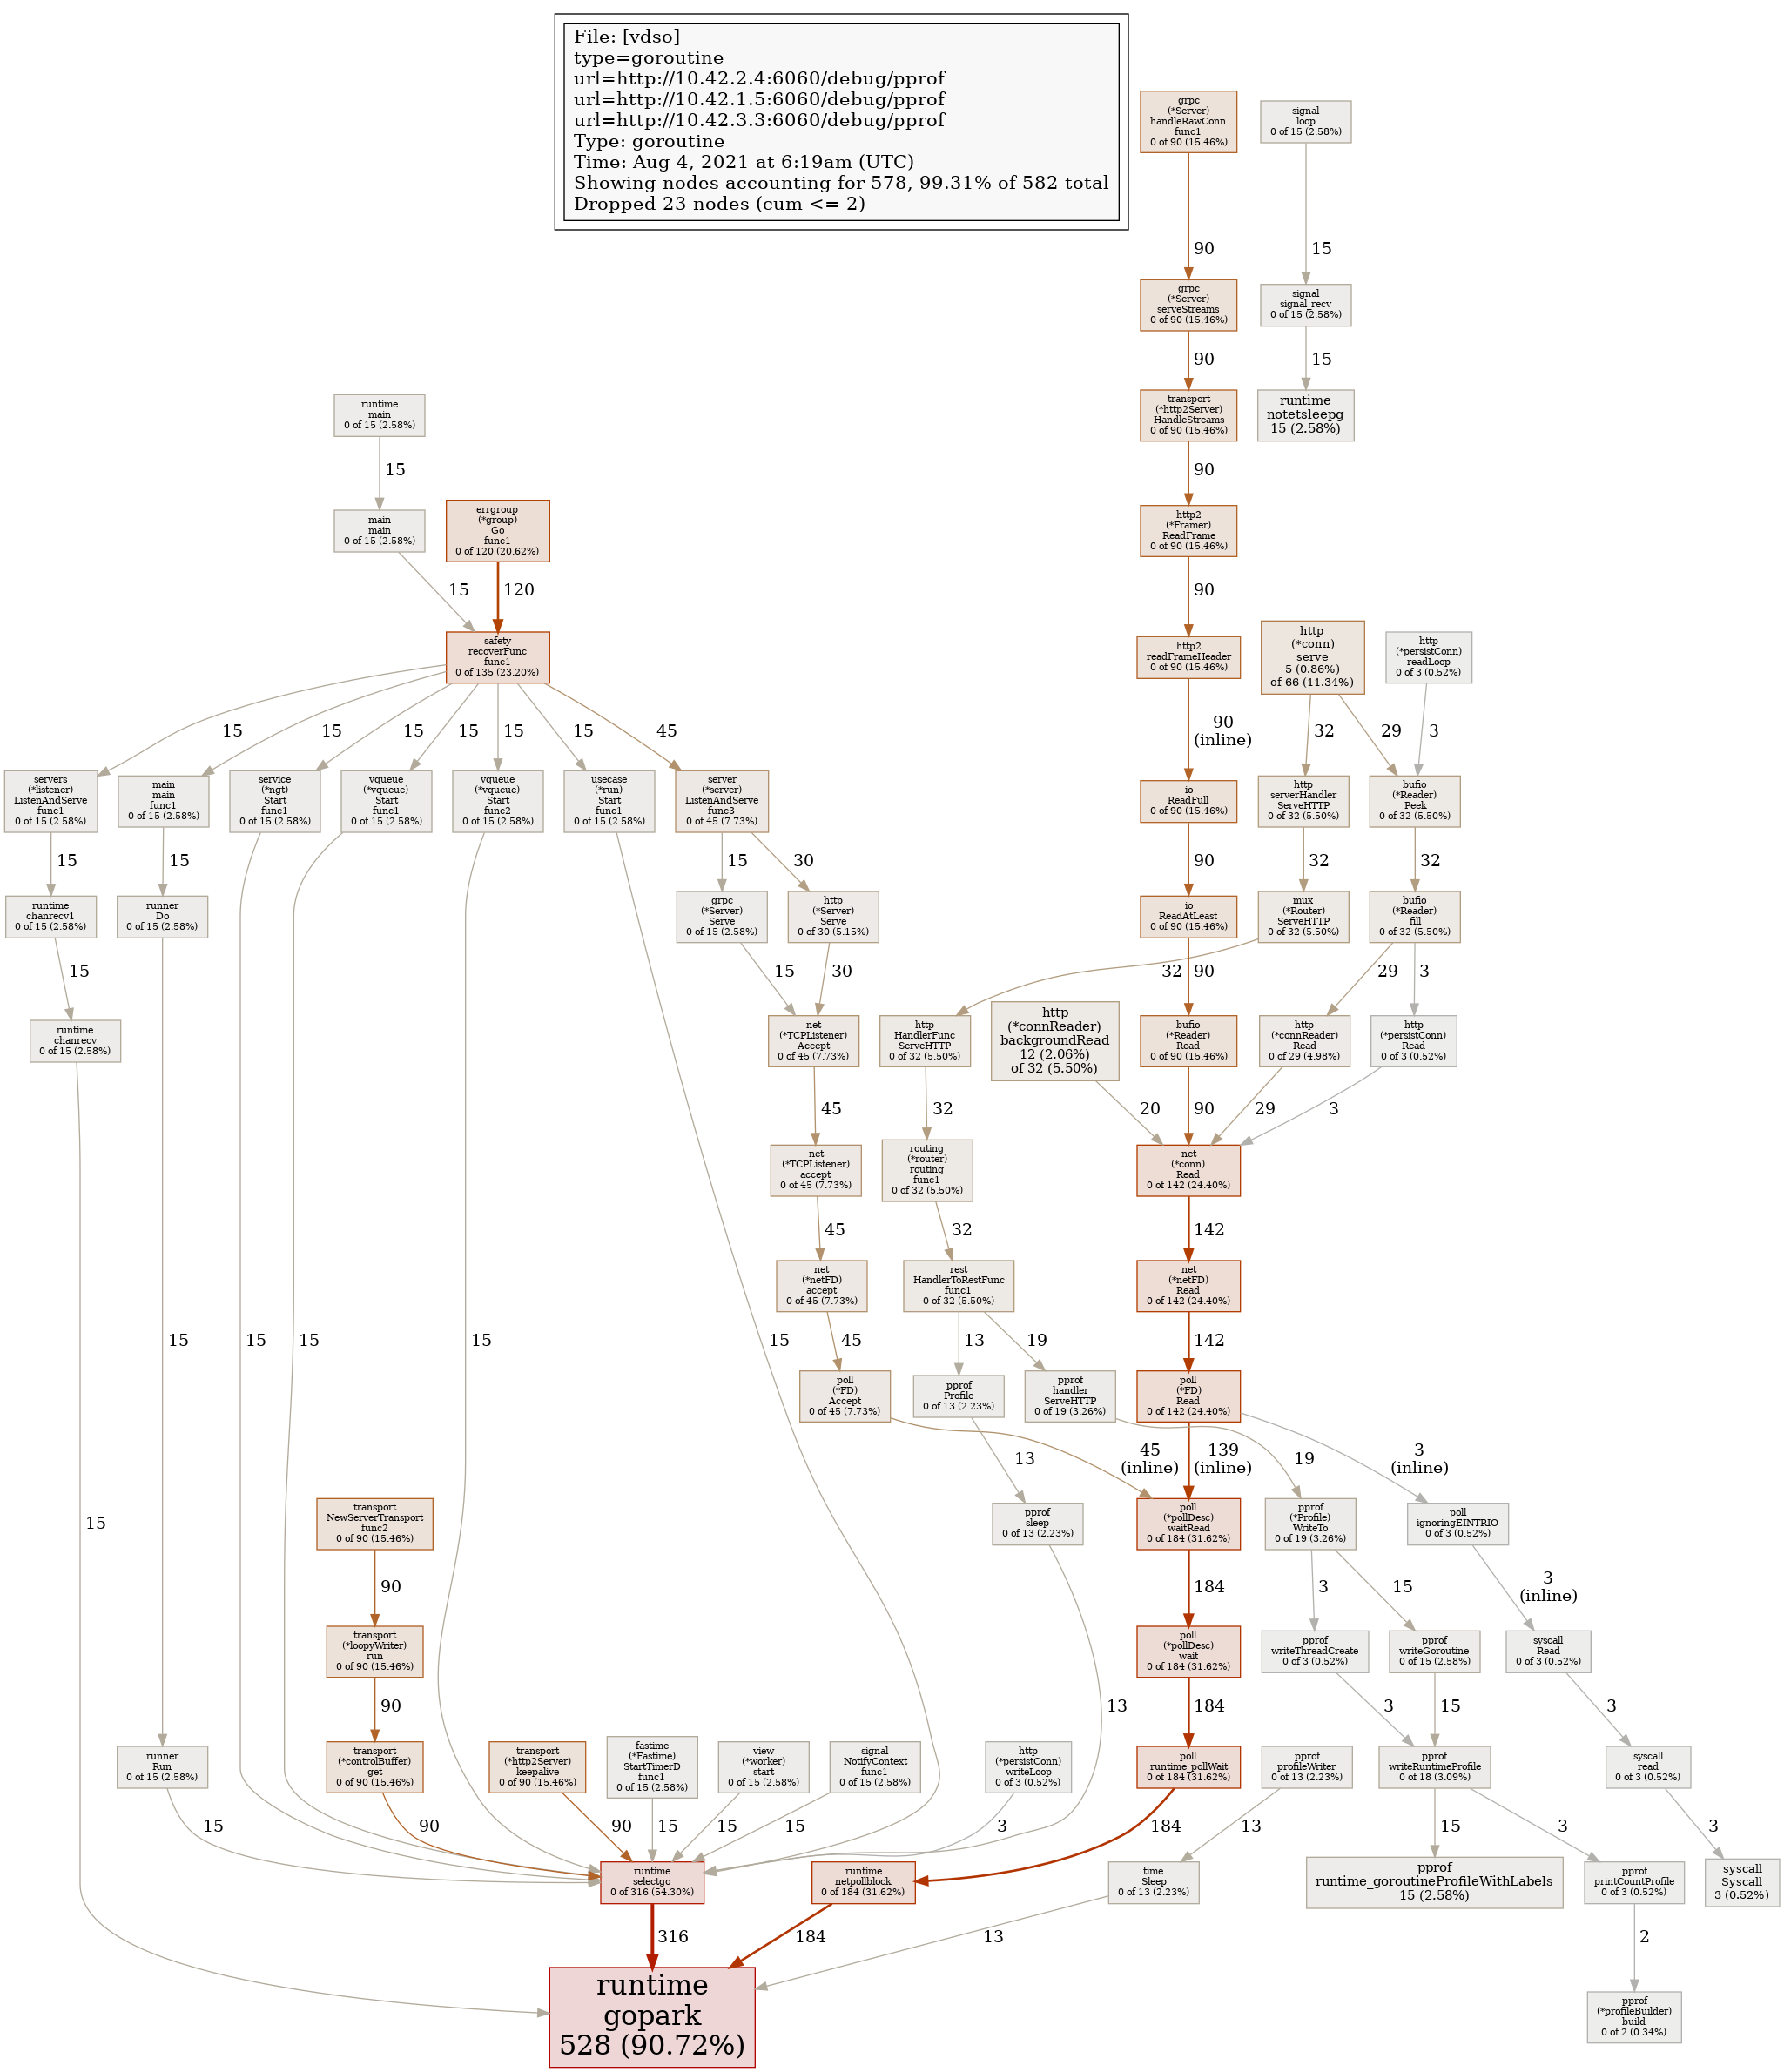 File: [vdso]
type=goroutine
url=http://10.42.2.4:6060/debug/pprof
url=http://10.42.1.5:6060/debug/pprof
url=http://10.42.3.3:6060/debug/pprof
Type: goroutine
Time: Aug 4, 2021 at 6:19am (UTC)
Showing nodes accounting for 578, 99.31% of 582 total
Dropped 23 nodes (cum <= 2)
grpc
(*Server)
handleRawConn
func1
0 of 90 (15.46%)
signal
loop
0 of 15 (2.58%)
90
15
grpc
(*Server)
serveStreams
0 of 90 (15.46%)
signal
signal_recv
0 of 15 (2.58%)
90
15
runtime
main
0 of 15 (2.58%)
transport
(*http2Server)
HandleStreams
0 of 90 (15.46%)
runtime
notetsleepg
15 (2.58%)
15
90
main
main
0 of 15 (2.58%)
errgroup
(*group)
Go
func1
0 of 120 (20.62%)
http2
(*Framer)
ReadFrame
0 of 90 (15.46%)
15
120
90
safety
recoverFunc
func1
0 of 135 (23.20%)
http2
readFrameHeader
0 of 90 (15.46%)
http
(*conn)
serve
5 (0.86%)
of 66 (11.34%)
http
(*persistConn)
readLoop
0 of 3 (0.52%)
15
15
15
15
15
15
45
90
(inline)
32
29
3
servers
(*listener)
ListenAndServe
func1
0 of 15 (2.58%)
main
main
func1
0 of 15 (2.58%)
service
(*ngt)
Start
func1
0 of 15 (2.58%)
vqueue
(*vqueue)
Start
func1
0 of 15 (2.58%)
vqueue
(*vqueue)
Start
func2
0 of 15 (2.58%)
usecase
(*run)
Start
func1
0 of 15 (2.58%)
server
(*server)
ListenAndServe
func3
0 of 45 (7.73%)
io
ReadFull
0 of 90 (15.46%)
http
serverHandler
ServeHTTP
0 of 32 (5.50%)
bufio
(*Reader)
Peek
0 of 32 (5.50%)
15
15
15
30
90
32
32
runtime
chanrecv1
0 of 15 (2.58%)
runner
Do
0 of 15 (2.58%)
grpc
(*Server)
Serve
0 of 15 (2.58%)
http
(*Server)
Serve
0 of 30 (5.15%)
io
ReadAtLeast
0 of 90 (15.46%)
mux
(*Router)
ServeHTTP
0 of 32 (5.50%)
bufio
(*Reader)
fill
0 of 32 (5.50%)
15
15
30
32
90
29
3
runtime
chanrecv
0 of 15 (2.58%)
net
(*TCPListener)
Accept
0 of 45 (7.73%)
http
HandlerFunc
ServeHTTP
0 of 32 (5.50%)
http
(*connReader)
backgroundRead
12 (2.06%)
of 32 (5.50%)
bufio
(*Reader)
Read
0 of 90 (15.46%)
http
(*connReader)
Read
0 of 29 (4.98%)
http
(*persistConn)
Read
0 of 3 (0.52%)
45
32
20
90
29
3
net
(*TCPListener)
accept
0 of 45 (7.73%)
routing
(*router)
routing
func1
0 of 32 (5.50%)
net
(*conn)
Read
0 of 142 (24.40%)
45
32
142
net
(*netFD)
accept
0 of 45 (7.73%)
rest
HandlerToRestFunc
func1
0 of 32 (5.50%)
net
(*netFD)
Read
0 of 142 (24.40%)
15
15
15
15
15
45
13
19
142
poll
(*FD)
Accept
0 of 45 (7.73%)
pprof
Profile
0 of 13 (2.23%)
pprof
handler
ServeHTTP
0 of 19 (3.26%)
poll
(*FD)
Read
0 of 142 (24.40%)
13
45
(inline)
139
(inline)
19
3
(inline)
15
transport
NewServerTransport
func2
0 of 90 (15.46%)
pprof
sleep
0 of 13 (2.23%)
poll
(*pollDesc)
waitRead
0 of 184 (31.62%)
pprof
(*Profile)
WriteTo
0 of 19 (3.26%)
poll
ignoringEINTRIO
0 of 3 (0.52%)
90
184
3
15
3
(inline)
transport
(*loopyWriter)
run
0 of 90 (15.46%)
poll
(*pollDesc)
wait
0 of 184 (31.62%)
pprof
writeThreadCreate
0 of 3 (0.52%)
pprof
writeGoroutine
0 of 15 (2.58%)
syscall
Read
0 of 3 (0.52%)
90
13
184
3
15
3
runner
Run
0 of 15 (2.58%)
transport
(*controlBuffer)
get
0 of 90 (15.46%)
transport
(*http2Server)
keepalive
0 of 90 (15.46%)
fastime
(*Fastime)
StartTimerD
func1
0 of 15 (2.58%)
view
(*worker)
start
0 of 15 (2.58%)
signal
NotifyContext
func1
0 of 15 (2.58%)
http
(*persistConn)
writeLoop
0 of 3 (0.52%)
poll
runtime_pollWait
0 of 184 (31.62%)
pprof
profileWriter
0 of 13 (2.23%)
pprof
writeRuntimeProfile
0 of 18 (3.09%)
syscall
read
0 of 3 (0.52%)
15
90
90
15
15
15
3
184
13
15
3
3
runtime
selectgo
0 of 316 (54.30%)
runtime
netpollblock
0 of 184 (31.62%)
time
Sleep
0 of 13 (2.23%)
pprof
runtime_goroutineProfileWithLabels
15 (2.58%)
pprof
printCountProfile
0 of 3 (0.52%)
syscall
Syscall
3 (0.52%)
316
184
13
2
runtime
gopark
528 (90.72%)
pprof
(*profileBuilder)
build
0 of 2 (0.34%)